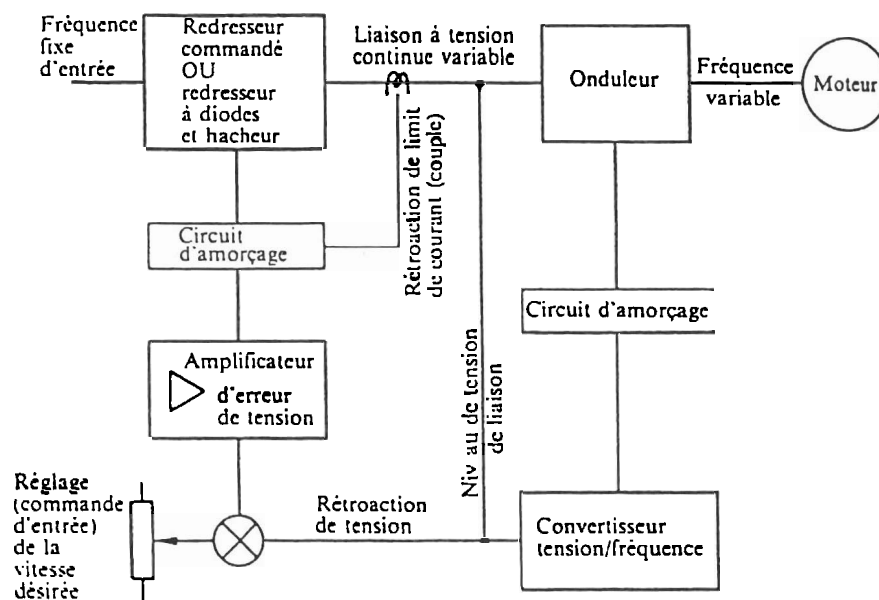 Fréquence
fixe
d'entrée
Redresseur
commandé
OU
redresseur
à diodes
et hacheur
Liaison à tension
continue variable
Onduleur
Fréquence
variable
Moteur
Rétroaction de limit
de courant (couple)
Circuit
d'amorçage
Circuit d'amorçage
Amplificateur
d'erreur
de tension
Niv au de tension
de liaison
Réglage
(commande
d'entrée)
de la
vitesse
désirée
Rétroaction
de tension
Convertisseur
tension/fréquence